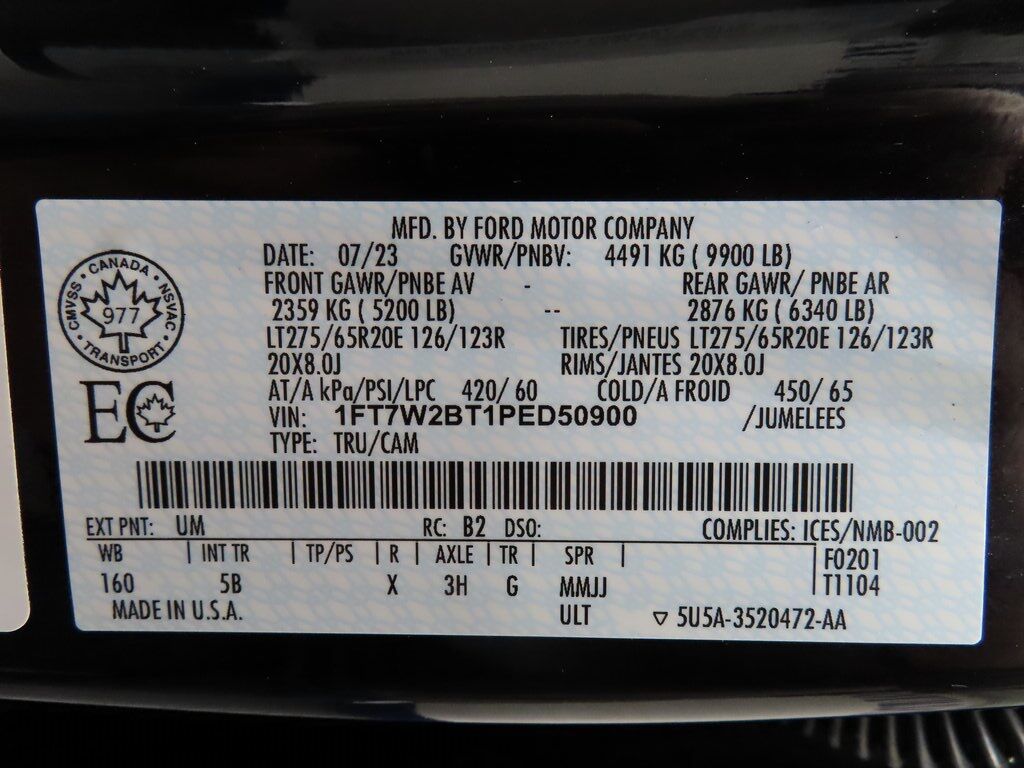 MFD. BY FORD MOTOR COMPANY
DATE: 07/23 GVWR/PNBV: 4491 KG ( 9900 LB)
FRONT GAWR/PNBE AV - REAR GAWR/ PNBE AR
2359 KG ( 5200 LB) -- 2876 KG ( 6340 LB)
LT275/65R20E 126/123R TIRES/PNEUS LT275/65R20E 126/123R
20X8.0J RIMS/JANTES 20X8.0J
AT/A kPa/PSI/LPC 420/ 60 COLD/A FROID 450/ 65
VIN: 1FT7W2BT1PED50900 /JUMELEES
TYPE: TRU/CAM
CANADA
CMVSS NSVAC
977
TRANSPORT
EC
EXT PNT: UM RC: B2 DSO: COMPLIES: ICES/NMB-002
WB | INT TR | TP/PS | R | AXLE | TR | SPR | F0201
160 5B X 3H G MMJJ T1104
MADE IN U.S.A. ULT ▽ 5U5A-3520472-AA